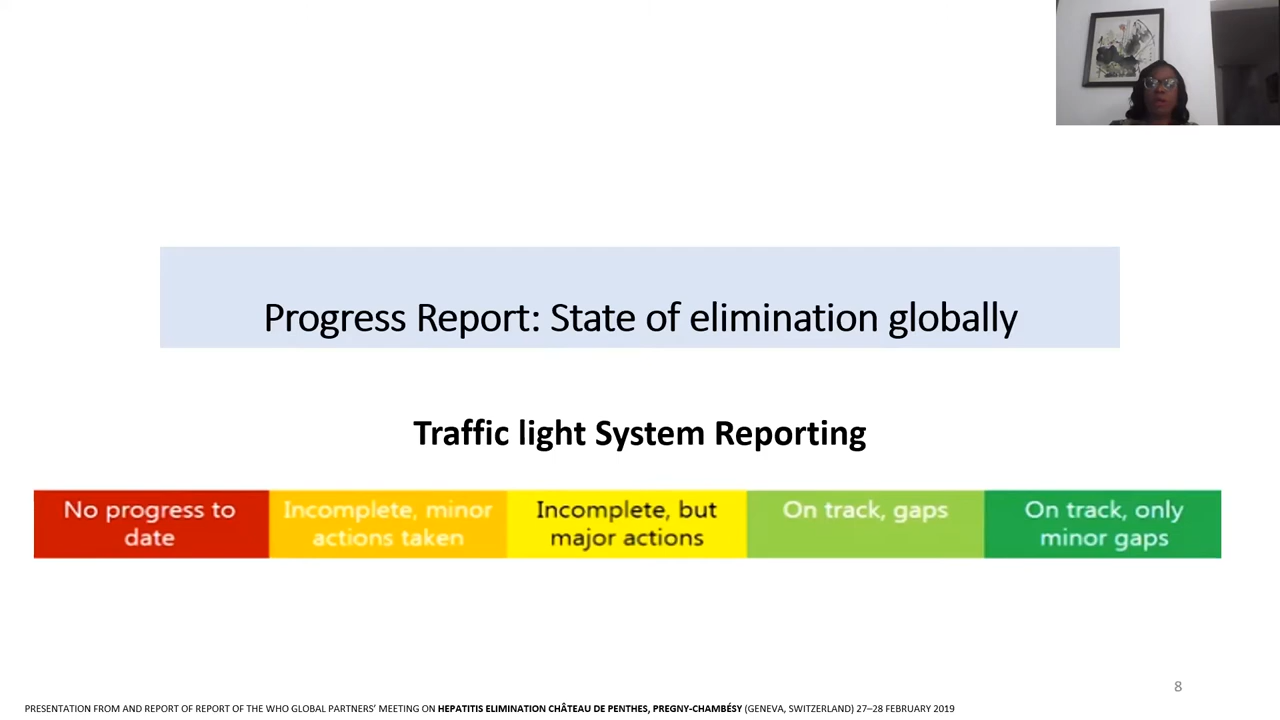 Progress Report: State of elimination globally
Traffic light System Reporting
No progress to
date
Incomplete, minor
actions taken
Incomplete, but
major actions
On track, gaps
On track, only
minor gaps
8
PRESENTATION FROM AND REPORT OF REPORT OF THE WHO GLOBAL PARTNERS’ MEETING ON HEPATITIS ELIMINATION CHÂTEAU DE PENTHES, PREGNY-CHAMBÉSY (GENEVA, SWITZERLAND) 27–28 FEBRUARY 2019